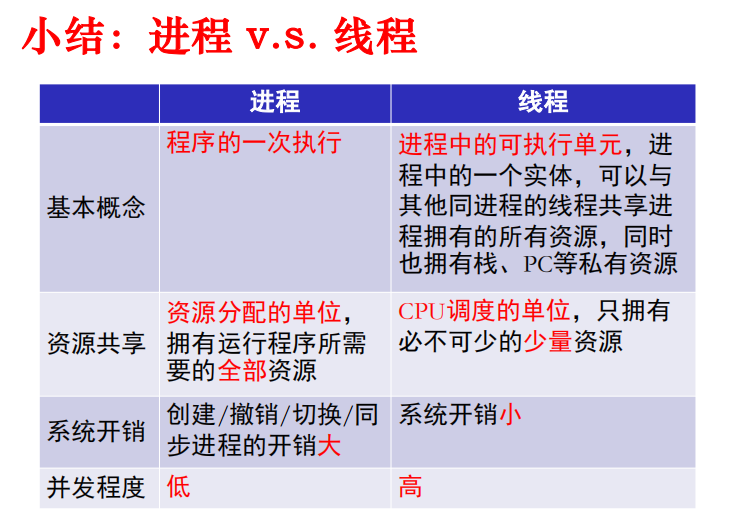 小结：进程 v.s. 线程
进程
线程
基本概念
程序的一次执行
进程中的可执行单元，进
程中的一个实体，可以与
其他同进程的线程共享进
程拥有的所有资源，同时
也拥有栈、PC等私有资源
资源共享
资源分配的单位，
拥有运行程序所需
要的全部资源
CPU调度的单位，只拥有
必不可少的少量资源
系统开销
创建/撤销/切换/同
步进程的开销大
系统开销小
并发程度
低
高